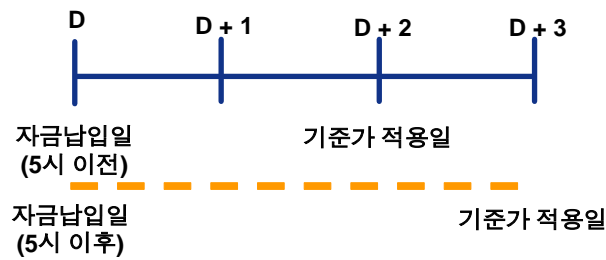 D D + 1 D + 2 D + 3
자금납입일 기준가 적용일
(5시 이전)
자금납입일 기준가 적용일
(5시 이후)